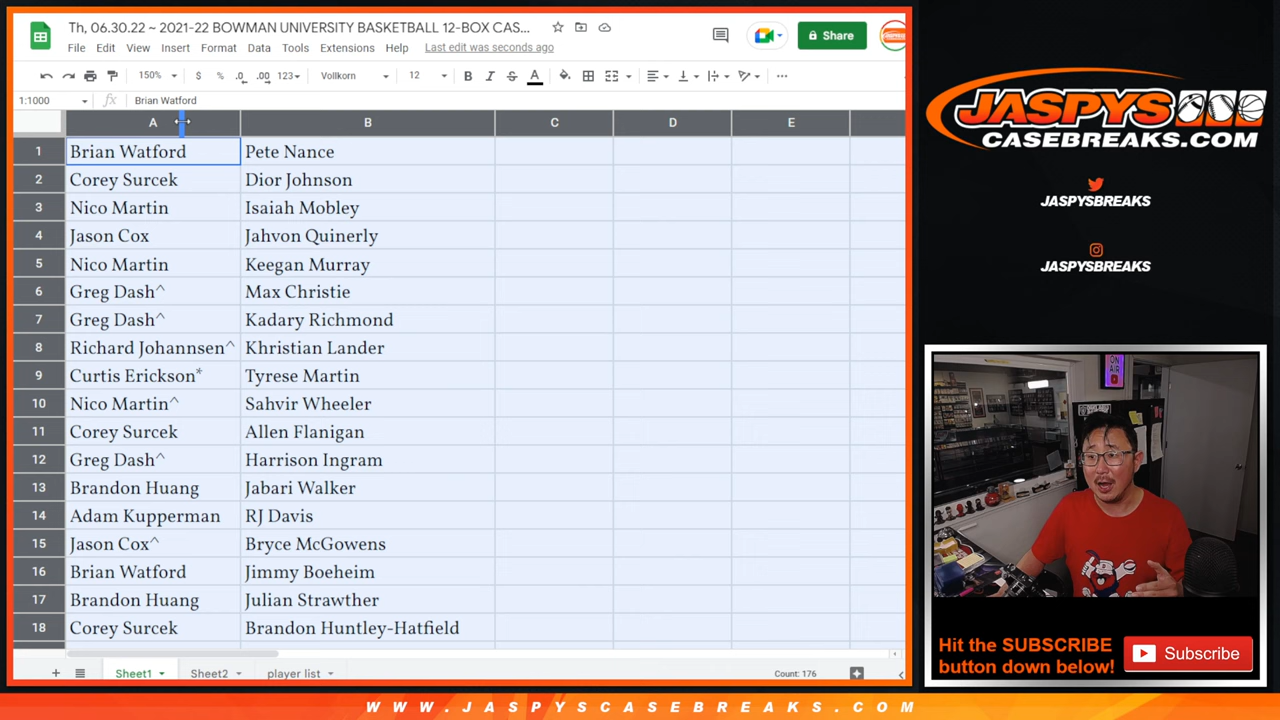 Th, 06.30.22 ~ 2021-22 BOWMAN UNIVERSITY BASKETBALL 12-BOX CAS...
File Edit View Insert Format Data Tools Extensions Help Last edit was seconds ago
Share
150% $ % .0 .00 123 Vollkorn 12 B I S A
1:1000 fx Brian Watford
A B C D E
1 Brian Watford Pete Nance
2 Corey Surcek Dior Johnson
3 Nico Martin Isaiah Mobley
4 Jason Cox Jahvon Quinerly
5 Nico Martin Keegan Murray
6 Greg Dash^ Max Christie
7 Greg Dash^ Kadary Richmond
8 Richard Johannsen^ Khristian Lander
9 Curtis Erickson* Tyrese Martin
10 Nico Martin^ Sahvir Wheeler
11 Corey Surcek Allen Flanigan
12 Greg Dash^ Harrison Ingram
13 Brandon Huang Jabari Walker
14 Adam Kupperman RJ Davis
15 Jason Cox^ Bryce McGowens
16 Brian Watford Jimmy Boeheim
17 Brandon Huang Julian Strawther
18 Corey Surcek Brandon Huntley-Hatfield
Sheet1 Sheet2 player list Count: 176
JASPYS
CASEBREAKS.COM
JASPYSBREAKS
JASPYSBREAKS
ON AIR
Hit the SUBSCRIBE
button down below!
Subscribe
WWW.JASPYSCASEBREAKS.COM